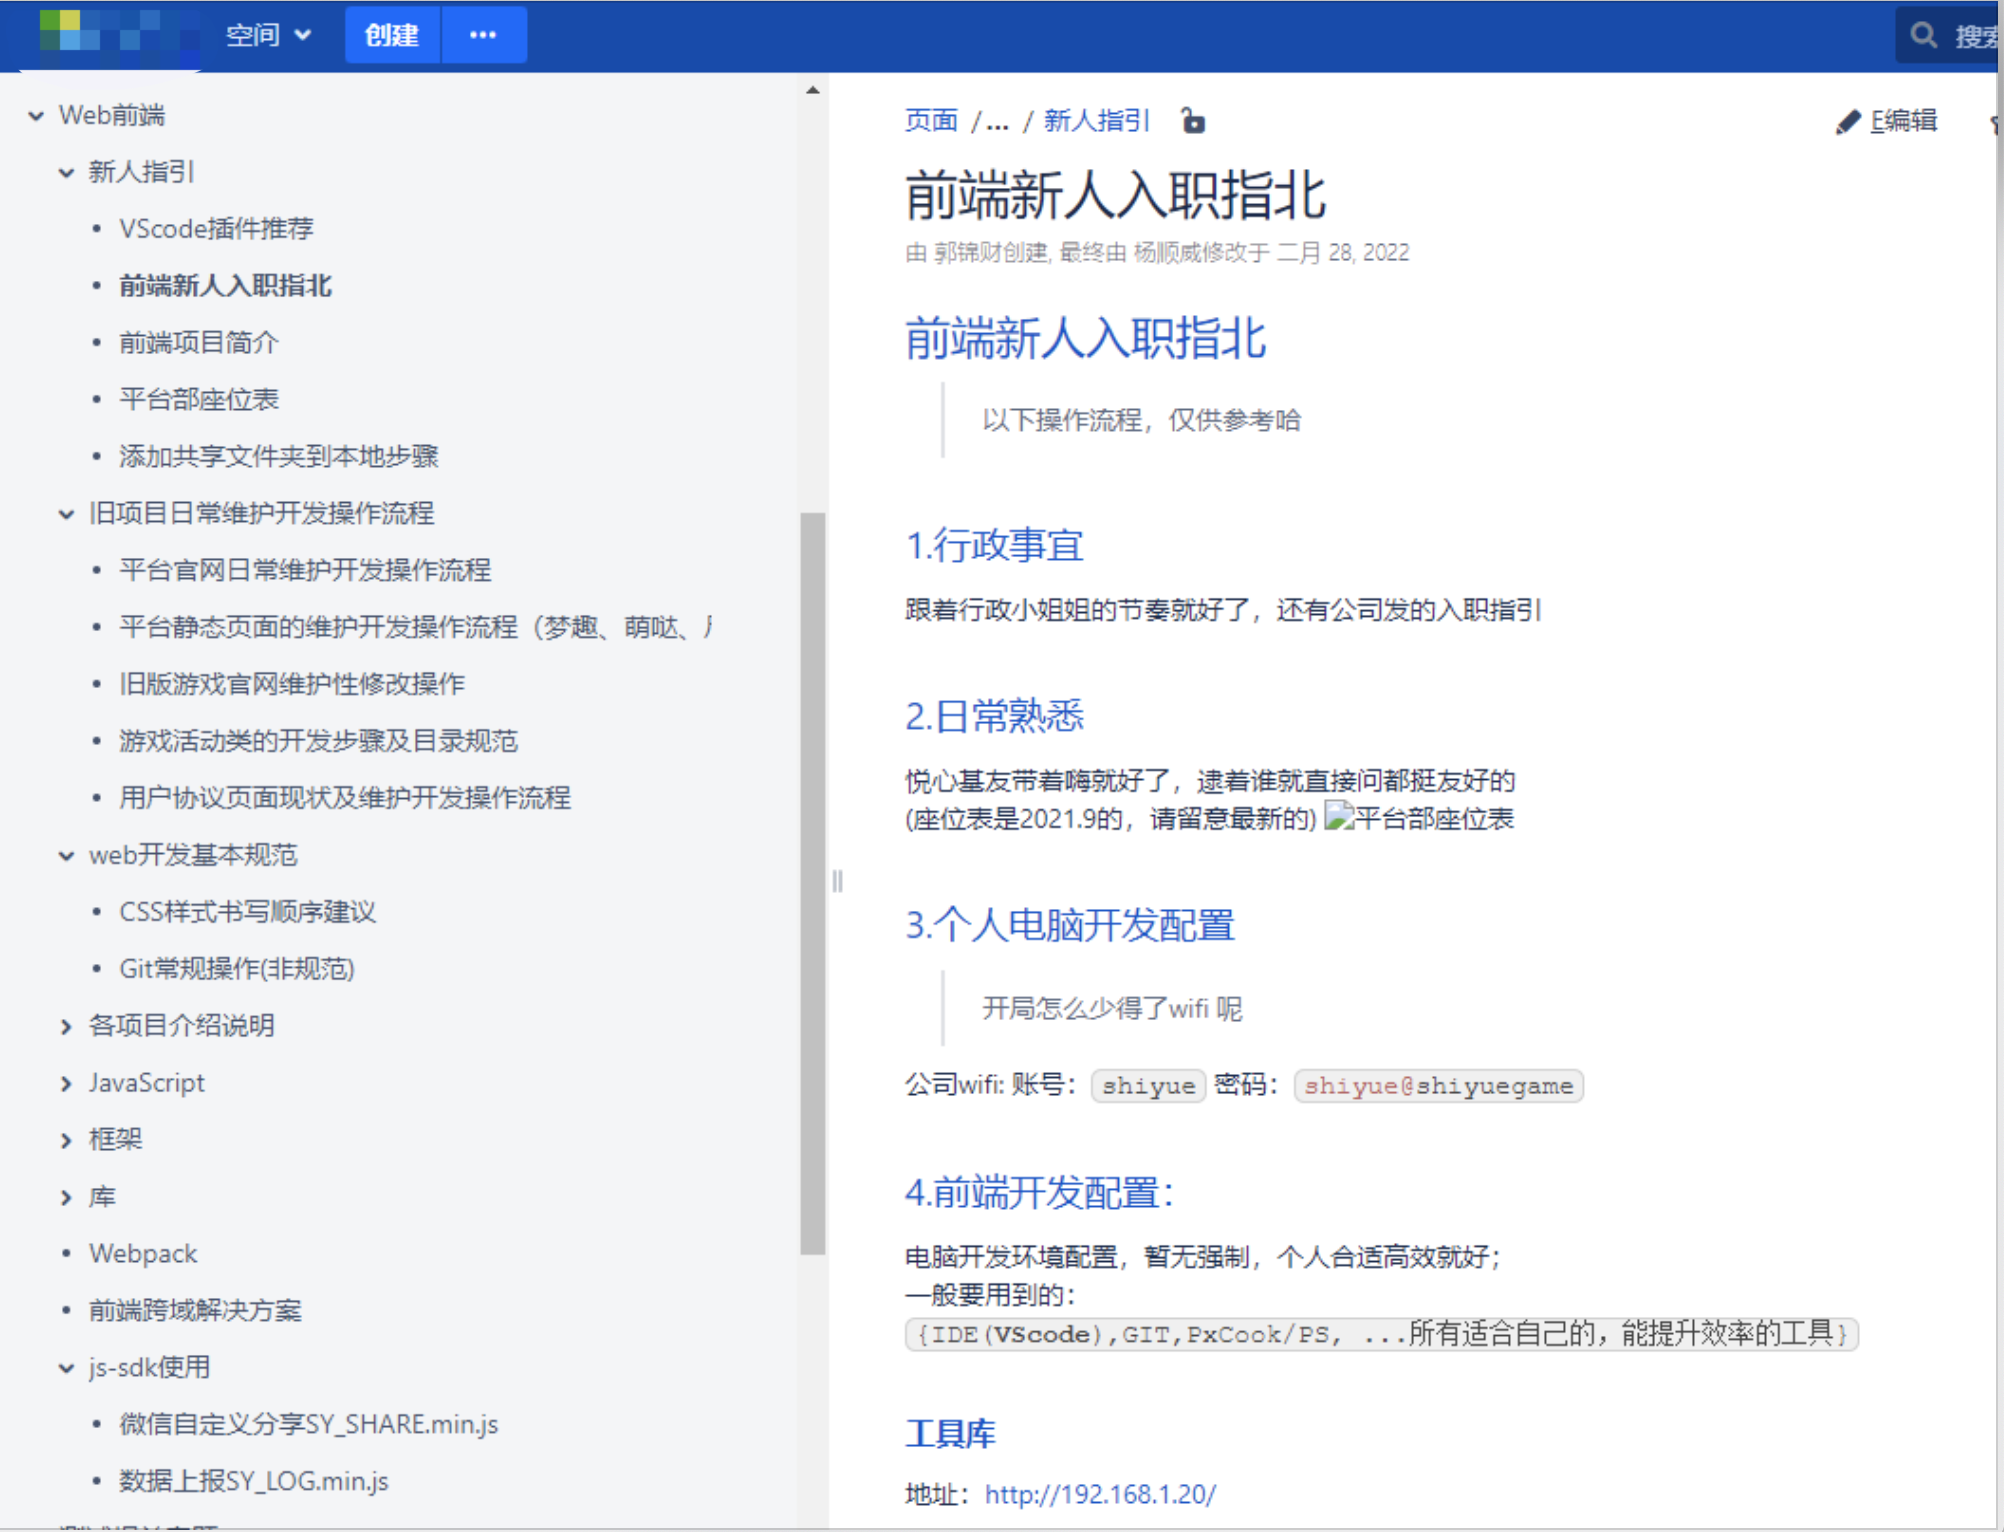 空间
创建
搜索
Web前端
新人指引
VScode插件推荐
前端新人入职指北
前端项目简介
平台部座位表
添加共享文件夹到本地步骤
旧项目日常维护开发操作流程
平台官网日常维护开发操作流程
平台静态页面的维护开发操作流程（梦趣、萌哒、
旧版游戏官网维护性修改操作
游戏活动类的开发步骤及目录规范
用户协议页面现状及维护开发操作流程
web开发基本规范
CSS样式书写顺序建议
Git常规操作(非规范)
各项目介绍说明
JavaScript
框架
库
Webpack
前端跨域解决方案
js-sdk使用
微信自定义分享SY_SHARE.min.js
数据上报SY_LOG.min.js
页面 /... / 新人指引
E编辑
前端新人入职指北
由 郭锦财创建, 最终由 杨顺威修改于 二月 28, 2022
前端新人入职指北
以下操作流程，仅供参考哈
1.行政事宜
跟着行政小姐姐的节奏就好了，还有公司发的入职指引
2.日常熟悉
悦心基友带着嗨就好了，逮着谁就直接问都挺友好的
(座位表是2021.9的，请留意最新的) 平台部座位表
3.个人电脑开发配置
开局怎么少得了wifi 呢
公司wifi: 账号： shiyue 密码： shiyue@shiyuegame
4.前端开发配置：
电脑开发环境配置，暂无强制，个人合适高效就好；
一般要用到的：
{IDE(VScode),GIT,PxCook/PS, ...所有适合自己的，能提升效率的工具}
工具库
地址：http://192.168.1.20/